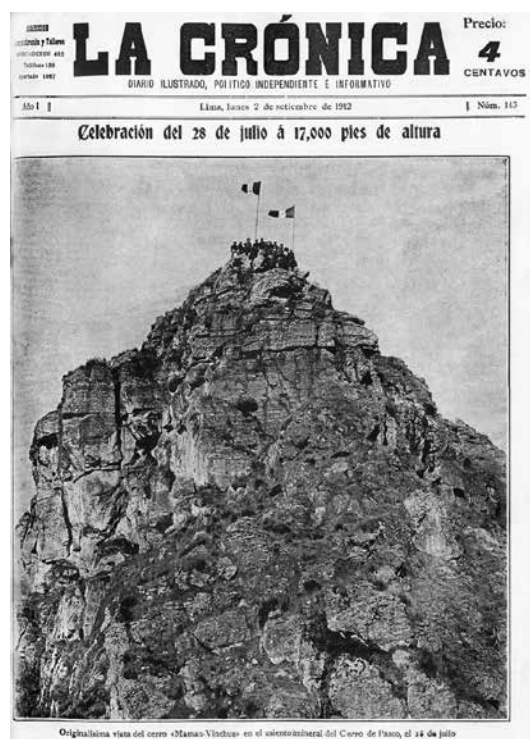 LA CRÓNICA
Precio:
4
CENTAVOS
DIARIO ILUSTRADO, POLITICO INDEPENDIENTE É INFORMATIVO
Año I
Lima, lunes 2 de setiembre de 1912
Núm. 145
Celebración del 28 de julio á 17,000 pies de altura
Originalísima vista del cerro «Maman-Vinchus» en el asiento mineral del Cerro de Pasco, el 28 de julio